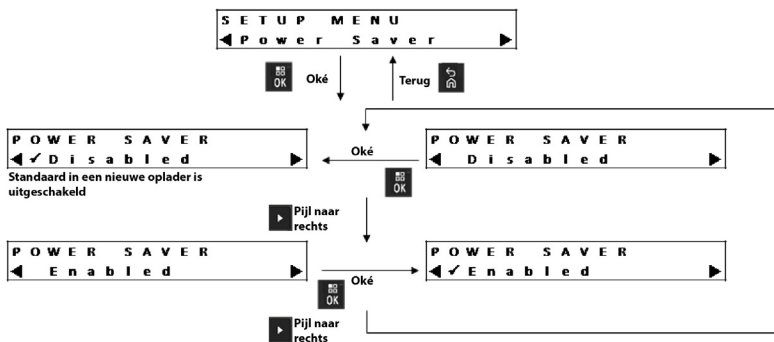 SETUP MENU
Power Saver
OK
Oké
Terug
POWER SAVER
✓Disabled
Standaard in een nieuwe oplader is
uitgeschakeld
Oké
OK
POWER SAVER
Disabled
Pijl naar
rechts
POWER SAVER
Enabled
OK
Oké
POWER SAVER
✓Enabled
Pijl naar
rechts